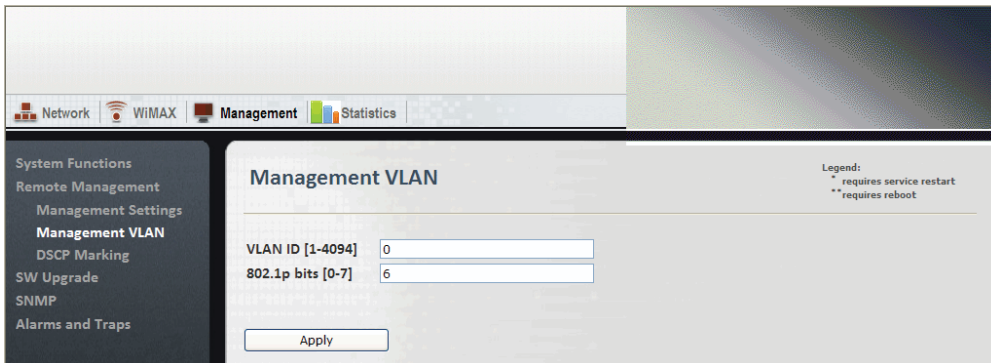 Network WiMAX Management Statistics
System Functions
Remote Management
Management Settings
Management VLAN
DSCP Marking
SW Upgrade
SNMP
Alarms and Traps
Management VLAN
Legend:
* requires service restart
**requires reboot
VLAN ID [1-4094] 0
802.1p bits [0-7] 6
Apply